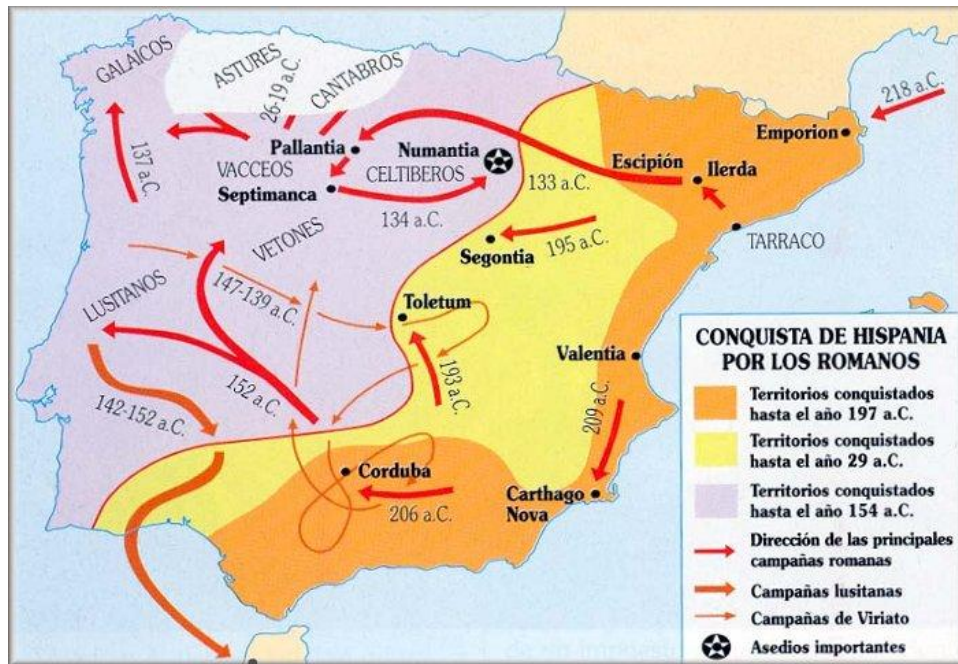 GALAICOS
ASTURES
CANTABROS
26-19 a.C.
218 a.C.
Emporion
137 a.C.
Pallantia
VACCEOS
Septimanca
Numantia
CELTIBEROS
134 a.C.
133 a.C.
Escipión
Ilerda
195 a.C.
Segontia
TARRACO
VETONES
LUSITANOS
147-139 a.C.
Toletum
152 a.C.
193 a.C.
142-152 a.C.
Valentia
209 a.C.
Corduba
206 a.C.
Carthago
Nova
CONQUISTA DE HISPANIA
POR LOS ROMANOS
Territorios conquistados
hasta el año 197 a.C.
Territorios conquistados
hasta el año 29 a.C.
Territorios conquistados
hasta el año 154 a.C.
Dirección de las principales
campañas romanas
Campañas lusitanas
Campañas de Viriato
Asedios importantes